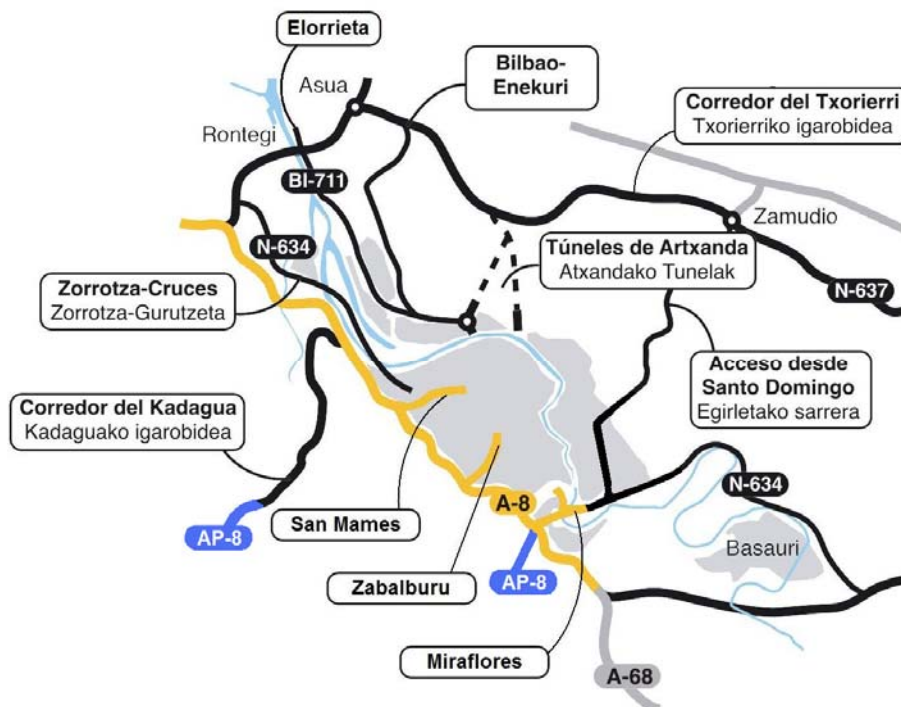 Elorrieta
Bilbao-
Enekuri
Asua
Corredor del Txorierri
Txorierriko igarobidea
Rontegi
BI-711
Zamudio
N-634
Túneles de Artxanda
Atxandako Tunelak
Zorrotza-Cruces
Zorrotza-Gurutzeta
N-637
Acceso desde
Santo Domingo
Egirletako sarrera
Corredor del Kadagua
Kadaguako igarobidea
N-634
A-8
San Mames
AP-8
Basauri
AP-8
Zabalburu
Miraflores
A-68